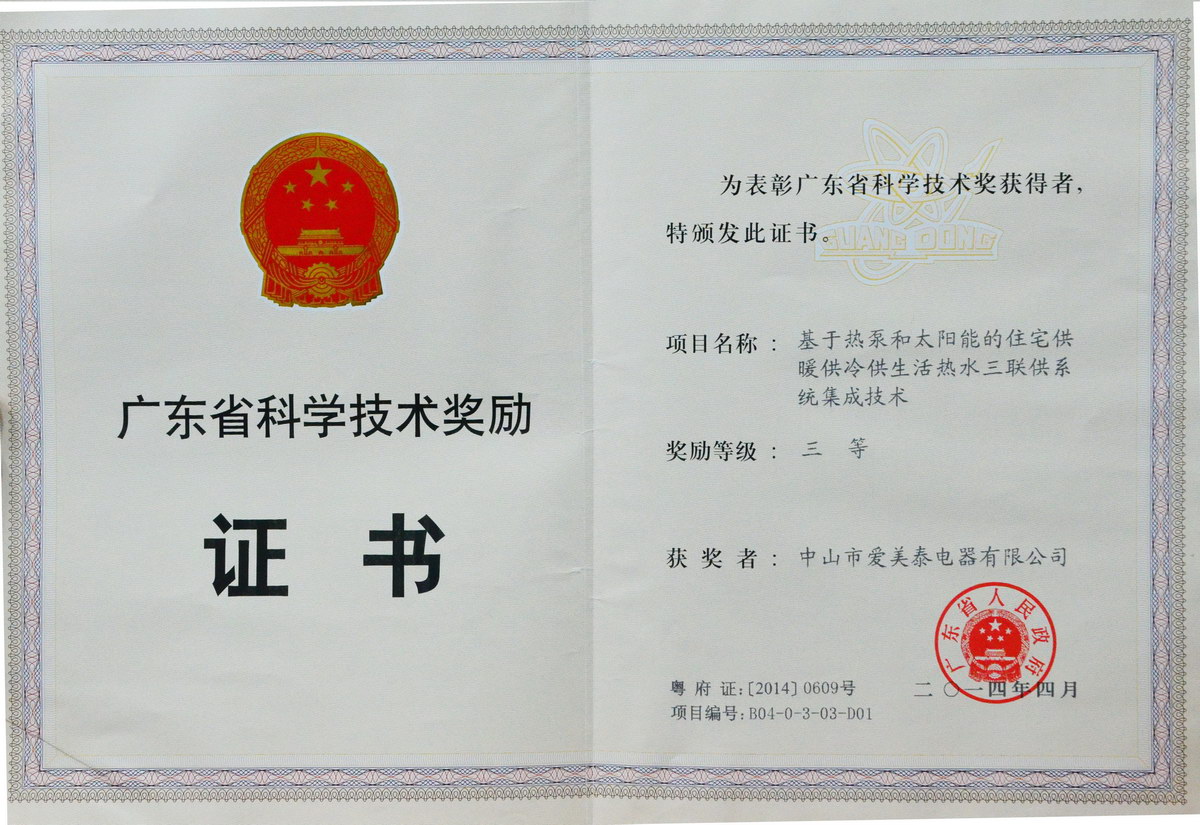 广东省科学技术奖励
证 书
为表彰广东省科学技术奖获得者,
特颁发此证书。
GUANG DONG
项目名称：基于热泵和太阳能的住宅供
暖供冷供生活热水三联供系
统集成技术
奖励等级：三 等
获 奖 者：中山市爱美泰电器有限公司
广东省人民政府
粤 府 证:〔2014〕0609号
二〇一四年四月
项目编号:B04-0-3-03-D01